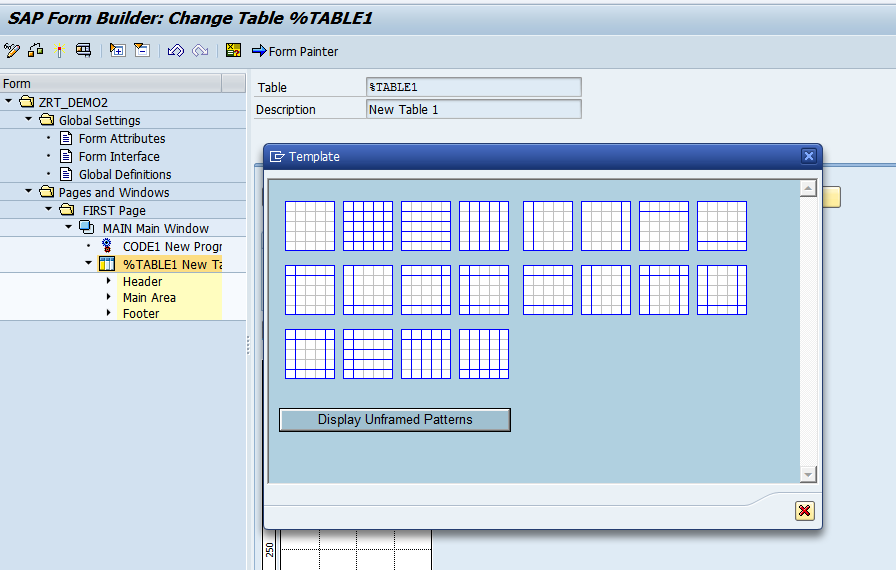 SAP Form Builder: Change Table %TABLE1
Form Painter
Form
ZRT_DEMO2
Global Settings
Form Attributes
Form Interface
Global Definitions
Pages and Windows
FIRST Page
MAIN Main Window
CODE1 New Progr
%TABLE1 New Ta
Header
Main Area
Footer
Table %TABLE1
Description New Table 1
Template
Display Unframed Patterns
250